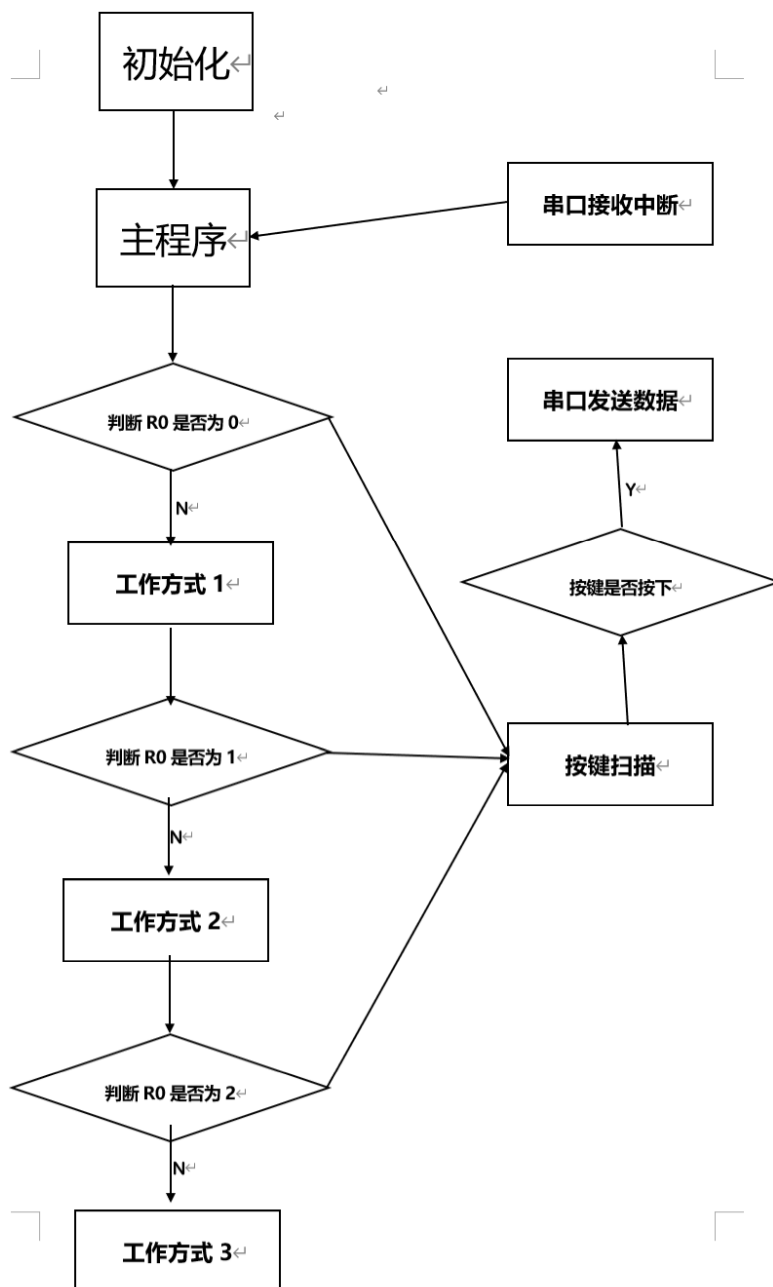 初始化
主程序
串口接收中断
判断 R0 是否为 0
串口发送数据
N
Y
工作方式 1
按键是否按下
判断 R0 是否为 1
按键扫描
N
工作方式 2
判断 R0 是否为 2
N
工作方式 3